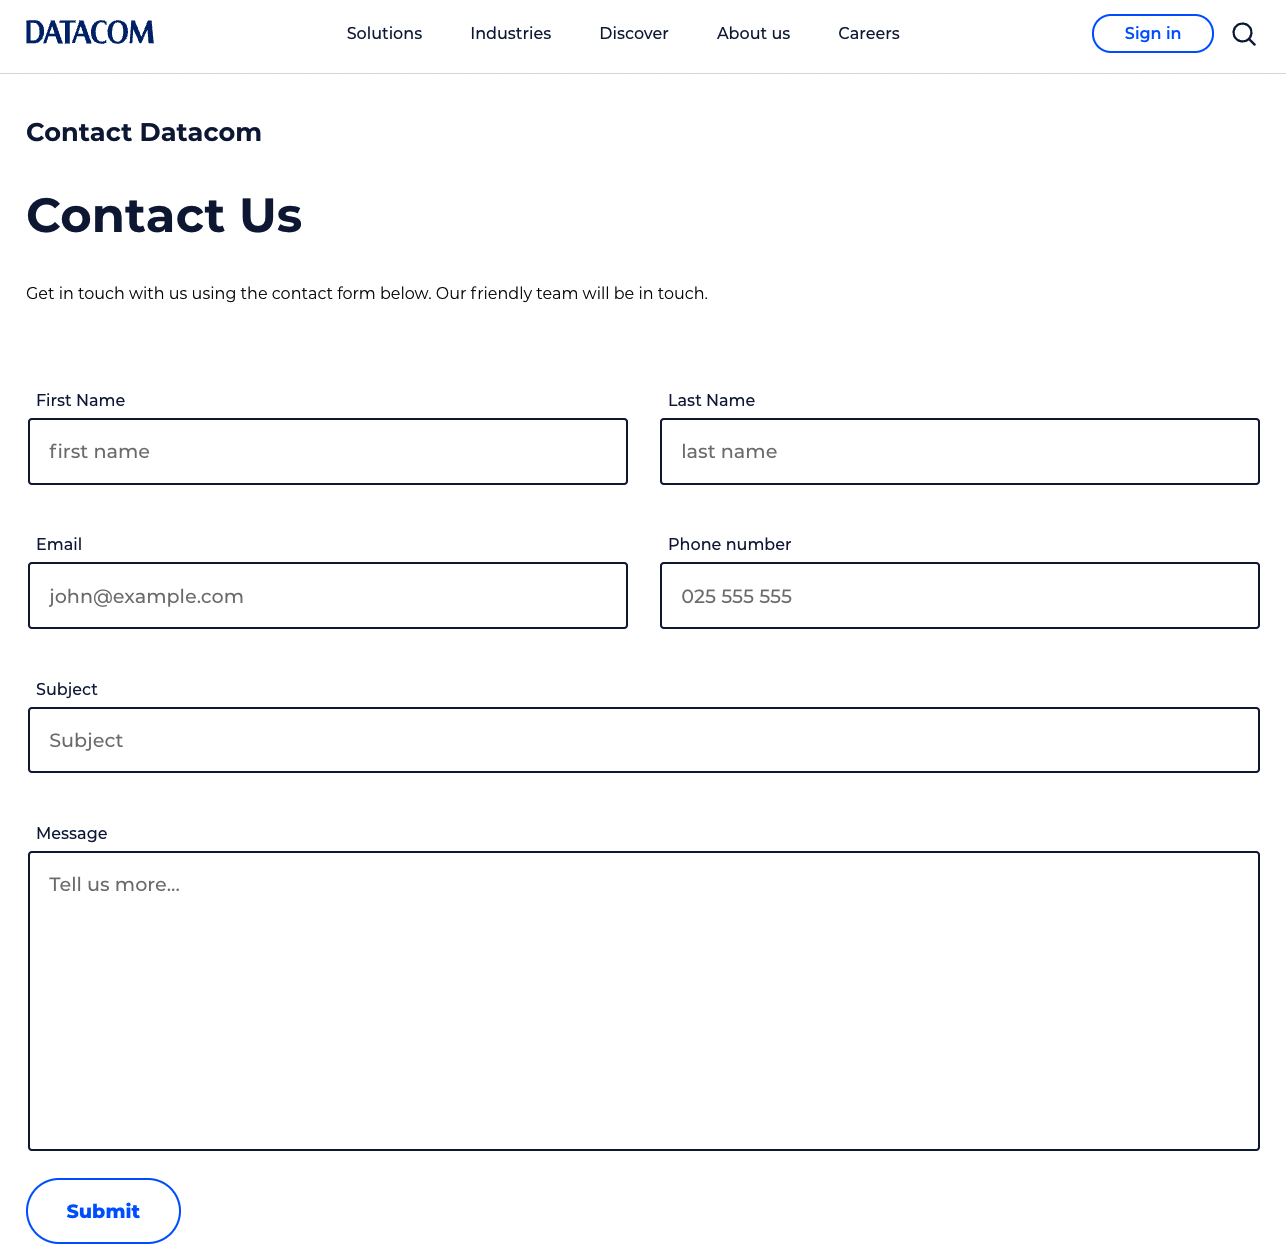 DATACOM Solutions Industries Discover About us Careers Sign in
Contact Datacom
Contact Us
Get in touch with us using the contact form below. Our friendly team will be in touch.
First Name Last Name
first name last name
Email Phone number
john@example.com 025 555 555
Subject
Subject
Message
Tell us more...
Submit